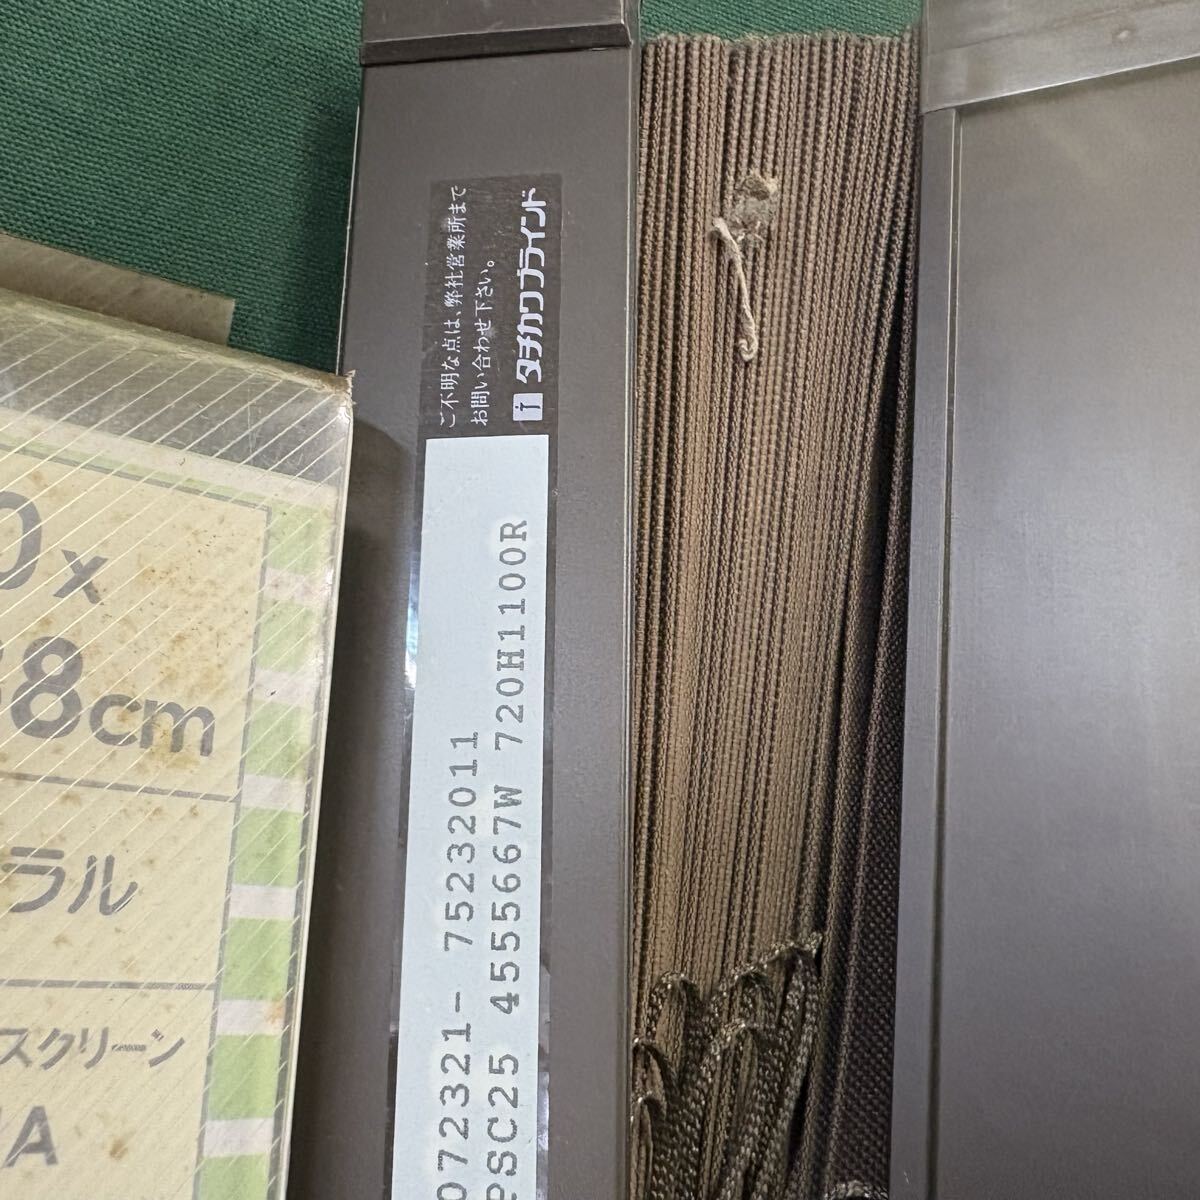 ご不明な点は、弊社営業所まで
お問い合わせ下さい。
タチカワブラインド
072321- 75232011
PSC25 4555667W 720H1100R
0x
8cm
ラル
スクリーン
A